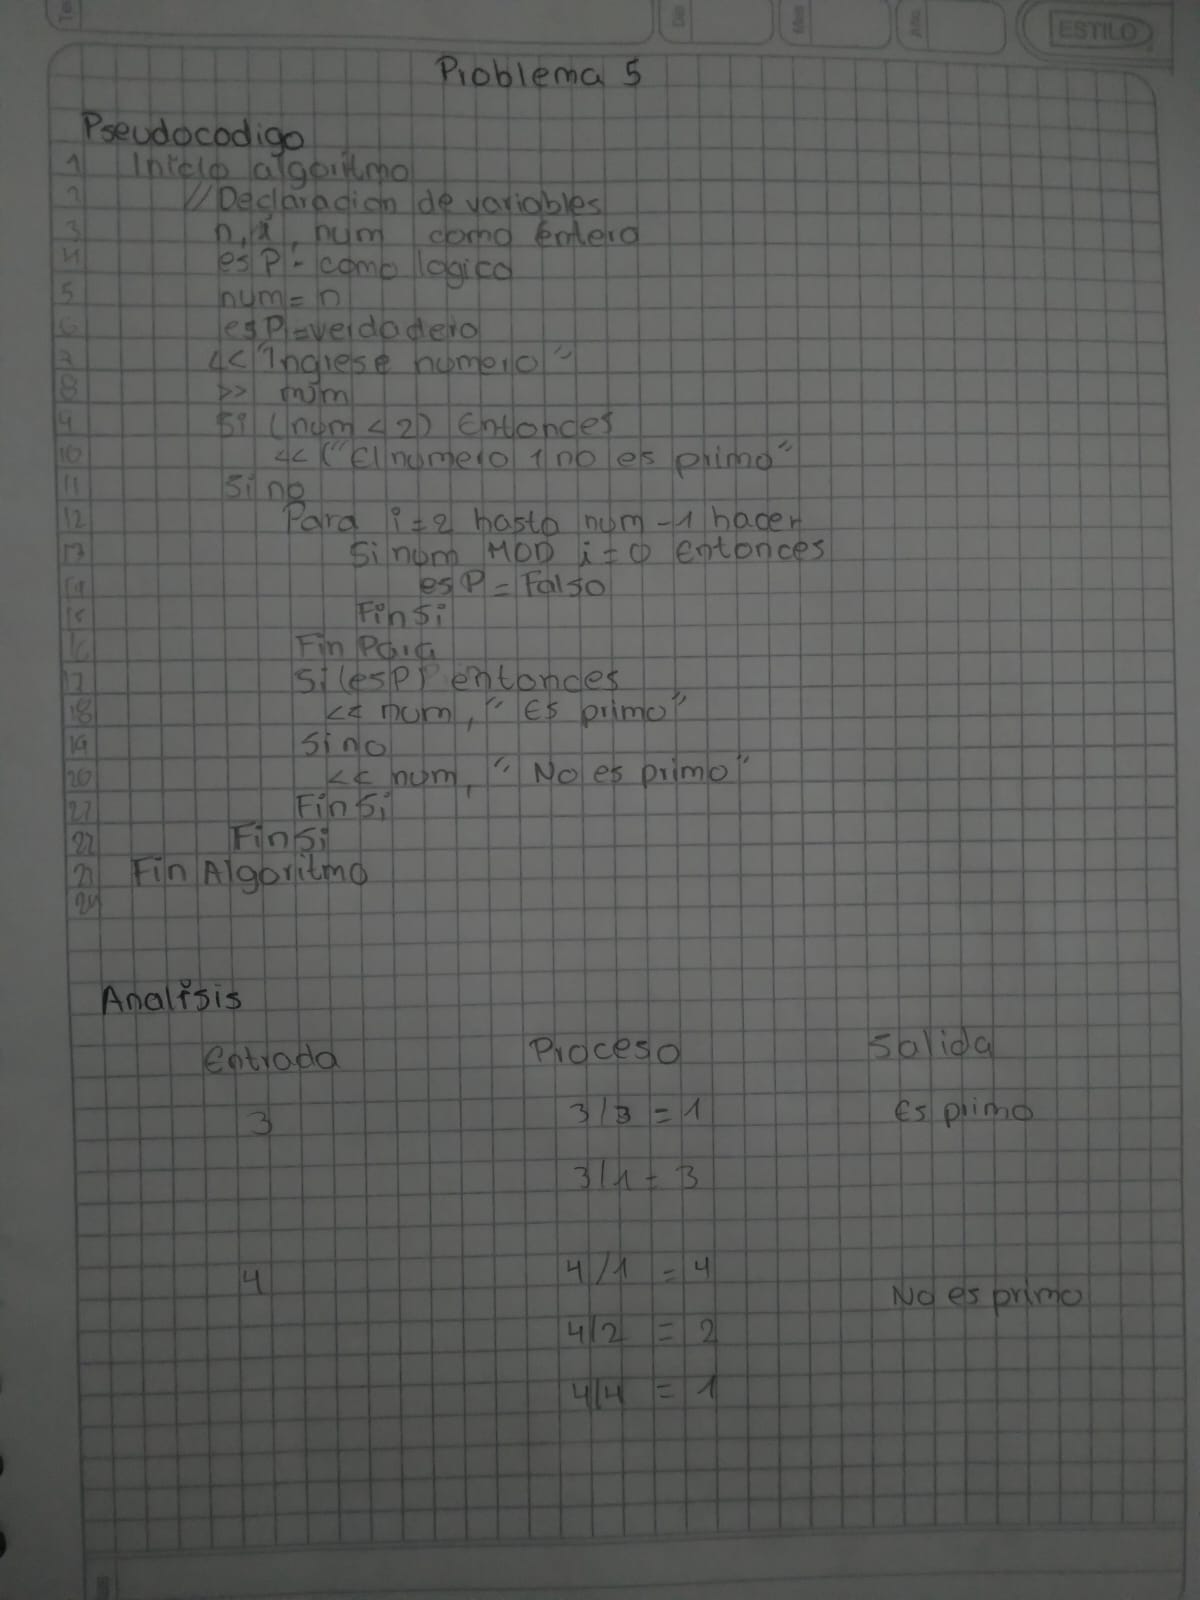 ESTILO
Problema 5
Pseudocodigo
1 Inicio algoritmo
2 //Declaracion de variables
3 n, i, num como entero
4 es P - como logico
5 num = n
6 esP = verdadero
7 << "Ingrese numero"
8 >> num
9 Si (num < 2) Entonces
10 << ("El numero 1 no es primo"
11 Si no
12 Para i = 2 hasta num -1 hacer
13 Si num MOD i = 0 entonces
14 es P = Falso
15 Fin Si
16 Fin Para
17 Si (esP) entonces
18 << num, " Es primo"
19 Si no
20 << num, " No es primo"
21 Fin Si
22 Fin Si
23 Fin Algoritmo
24
Analisis
Entrada Proceso Salida
3 3/3 = 1 Es primo
3/1 = 3
4 4/1 = 4 No es primo
4/2 = 2
4/4 = 1